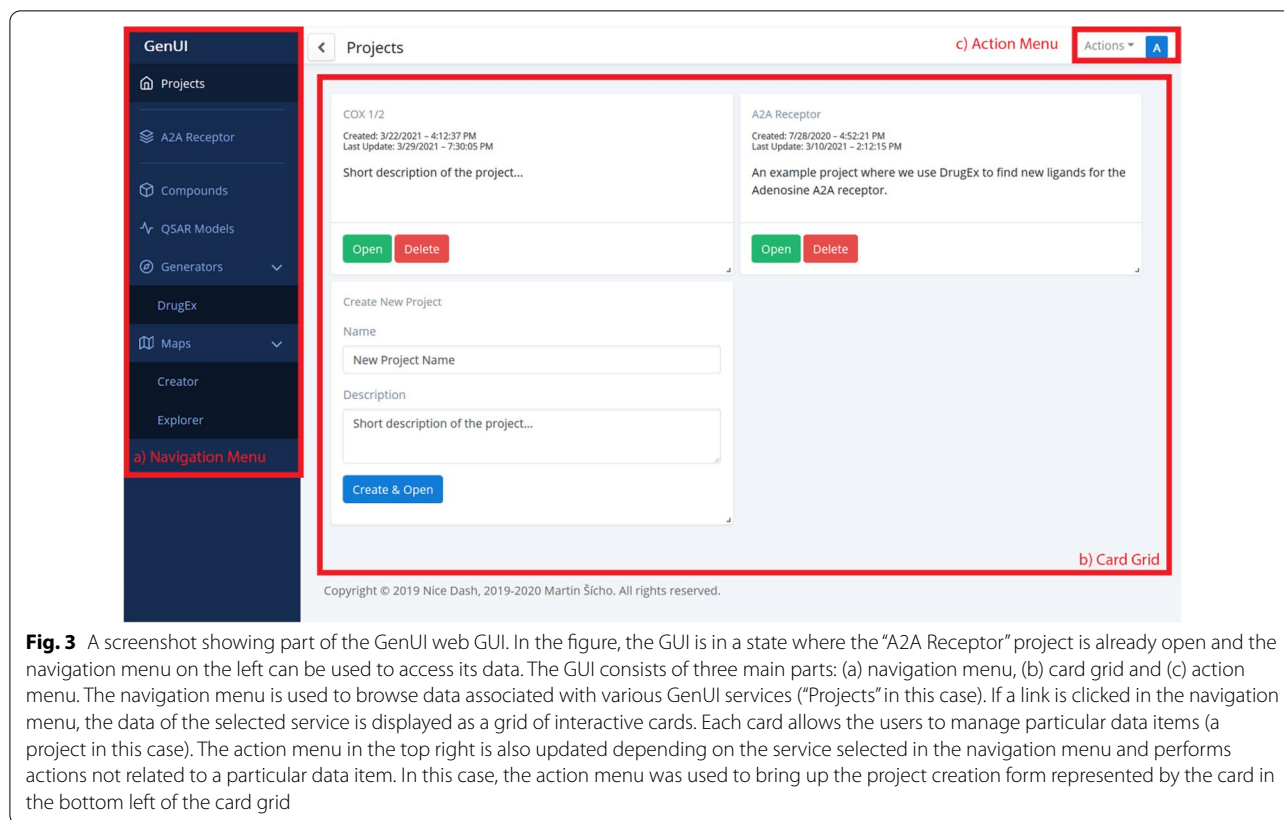 GenUI
Projects
A2A Receptor
Compounds
QSAR Models
Generators
DrugEx
Maps
Creator
Explorer
a) Navigation Menu
Projects
c) Action Menu
Actions
A
COX 1/2
Created: 3/22/2021 – 4:12:37 PM
Last Update: 3/29/2021 – 7:30:05 PM
Short description of the project...
Open
Delete
A2A Receptor
Created: 7/28/2020 – 4:52:21 PM
Last Update: 3/10/2021 – 2:12:15 PM
An example project where we use DrugEx to find new ligands for the
Adenosine A2A receptor.
Open
Delete
Create New Project
Name
New Project Name
Description
Short description of the project...
Create & Open
b) Card Grid
Copyright © 2019 Nice Dash, 2019-2020 Martin Šícho. All rights reserved.
Fig. 3 A screenshot showing part of the GenUI web GUI. In the figure, the GUI is in a state where the “A2A Receptor” project is already open and the
navigation menu on the left can be used to access its data. The GUI consists of three main parts: (a) navigation menu, (b) card grid and (c) action
menu. The navigation menu is used to browse data associated with various GenUI services (“Projects” in this case). If a link is clicked in the navigation
menu, the data of the selected service is displayed as a grid of interactive cards. Each card allows the users to manage particular data items (a
project in this case). The action menu in the top right is also updated depending on the service selected in the navigation menu and performs
actions not related to a particular data item. In this case, the action menu was used to bring up the project creation form represented by the card in
the bottom left of the card grid